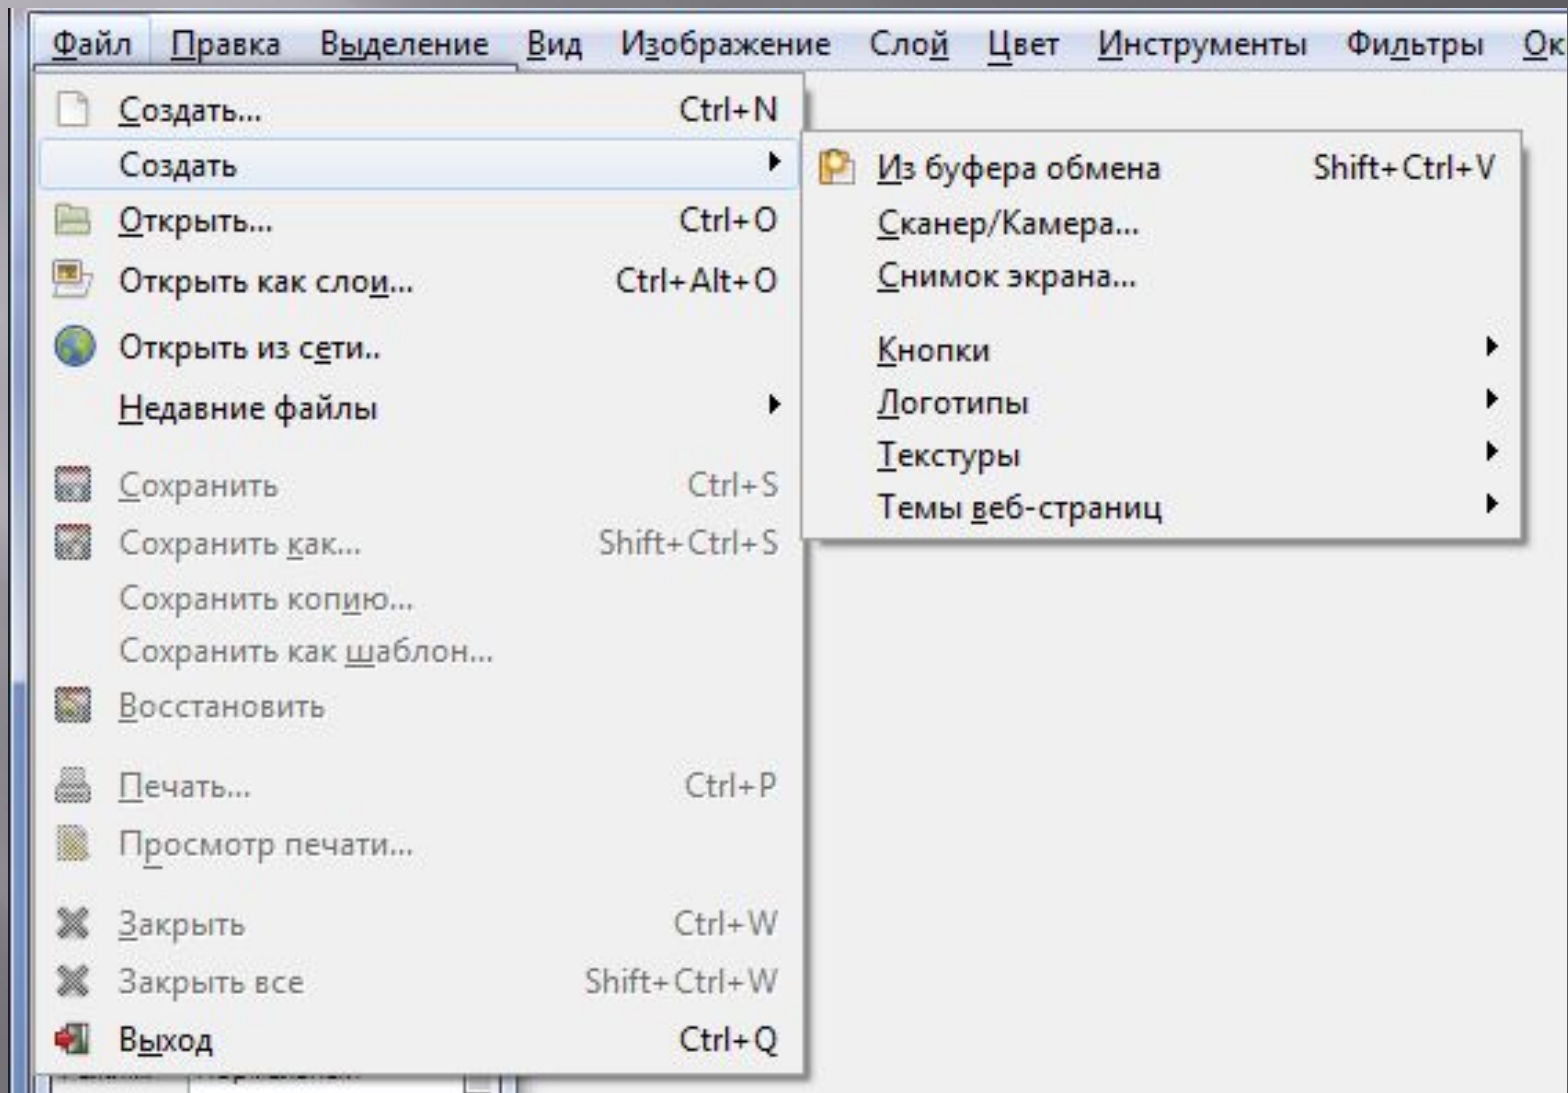 Файл Правка Выделение Вид Изображение Слой Цвет Инструменты Фильтры
Создать... Ctrl+N
Создать
Открыть... Ctrl+O
Открыть как слои... Ctrl+Alt+O
Открыть из сети..
Недавние файлы
Сохранить Ctrl+S
Сохранить как... Shift+Ctrl+S
Сохранить копию...
Сохранить как шаблон...
Восстановить
Печать... Ctrl+P
Просмотр печати...
Закрыть Ctrl+W
Закрыть все Shift+Ctrl+W
Выход Ctrl+Q
Из буфера обмена Shift+Ctrl+V
Сканер/Камера...
Снимок экрана...
Кнопки
Логотипы
Текстуры
Темы веб-страниц